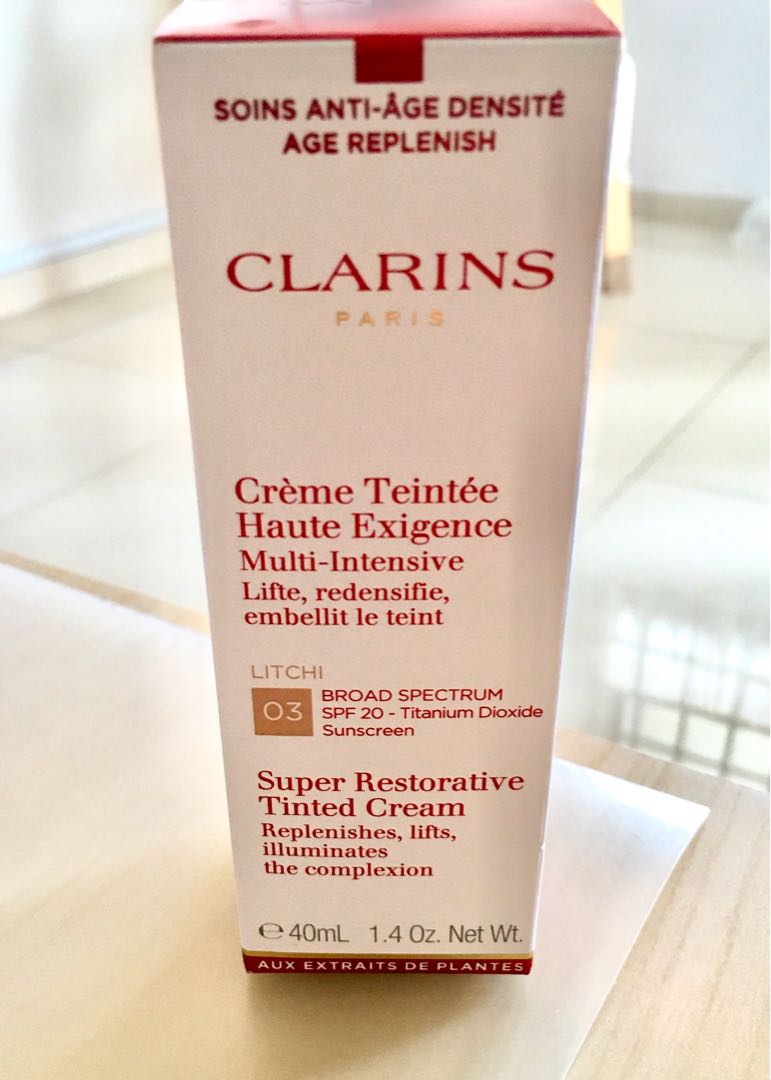 SOINS ANTI-ÂGE DENSITÉ
AGE REPLENISH
CLARINS
PARIS
Crème Teintée
Haute Exigence
Multi-Intensive
Lifte, redensifie,
embellit le teint
LITCHI
03
BROAD SPECTRUM
SPF 20 - Titanium Dioxide
Sunscreen
Super Restorative
Tinted Cream
Replenishes, lifts,
illuminates
the complexion
℮ 40mL 1.4 Oz. Net Wt.
AUX EXTRAITS DE PLANTES